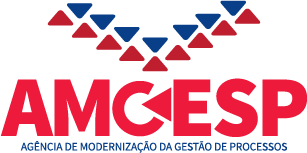 AMCESP
AGÊNCIA DE MODERNIZAÇÃO DA GESTÃO DE PROCESSOS